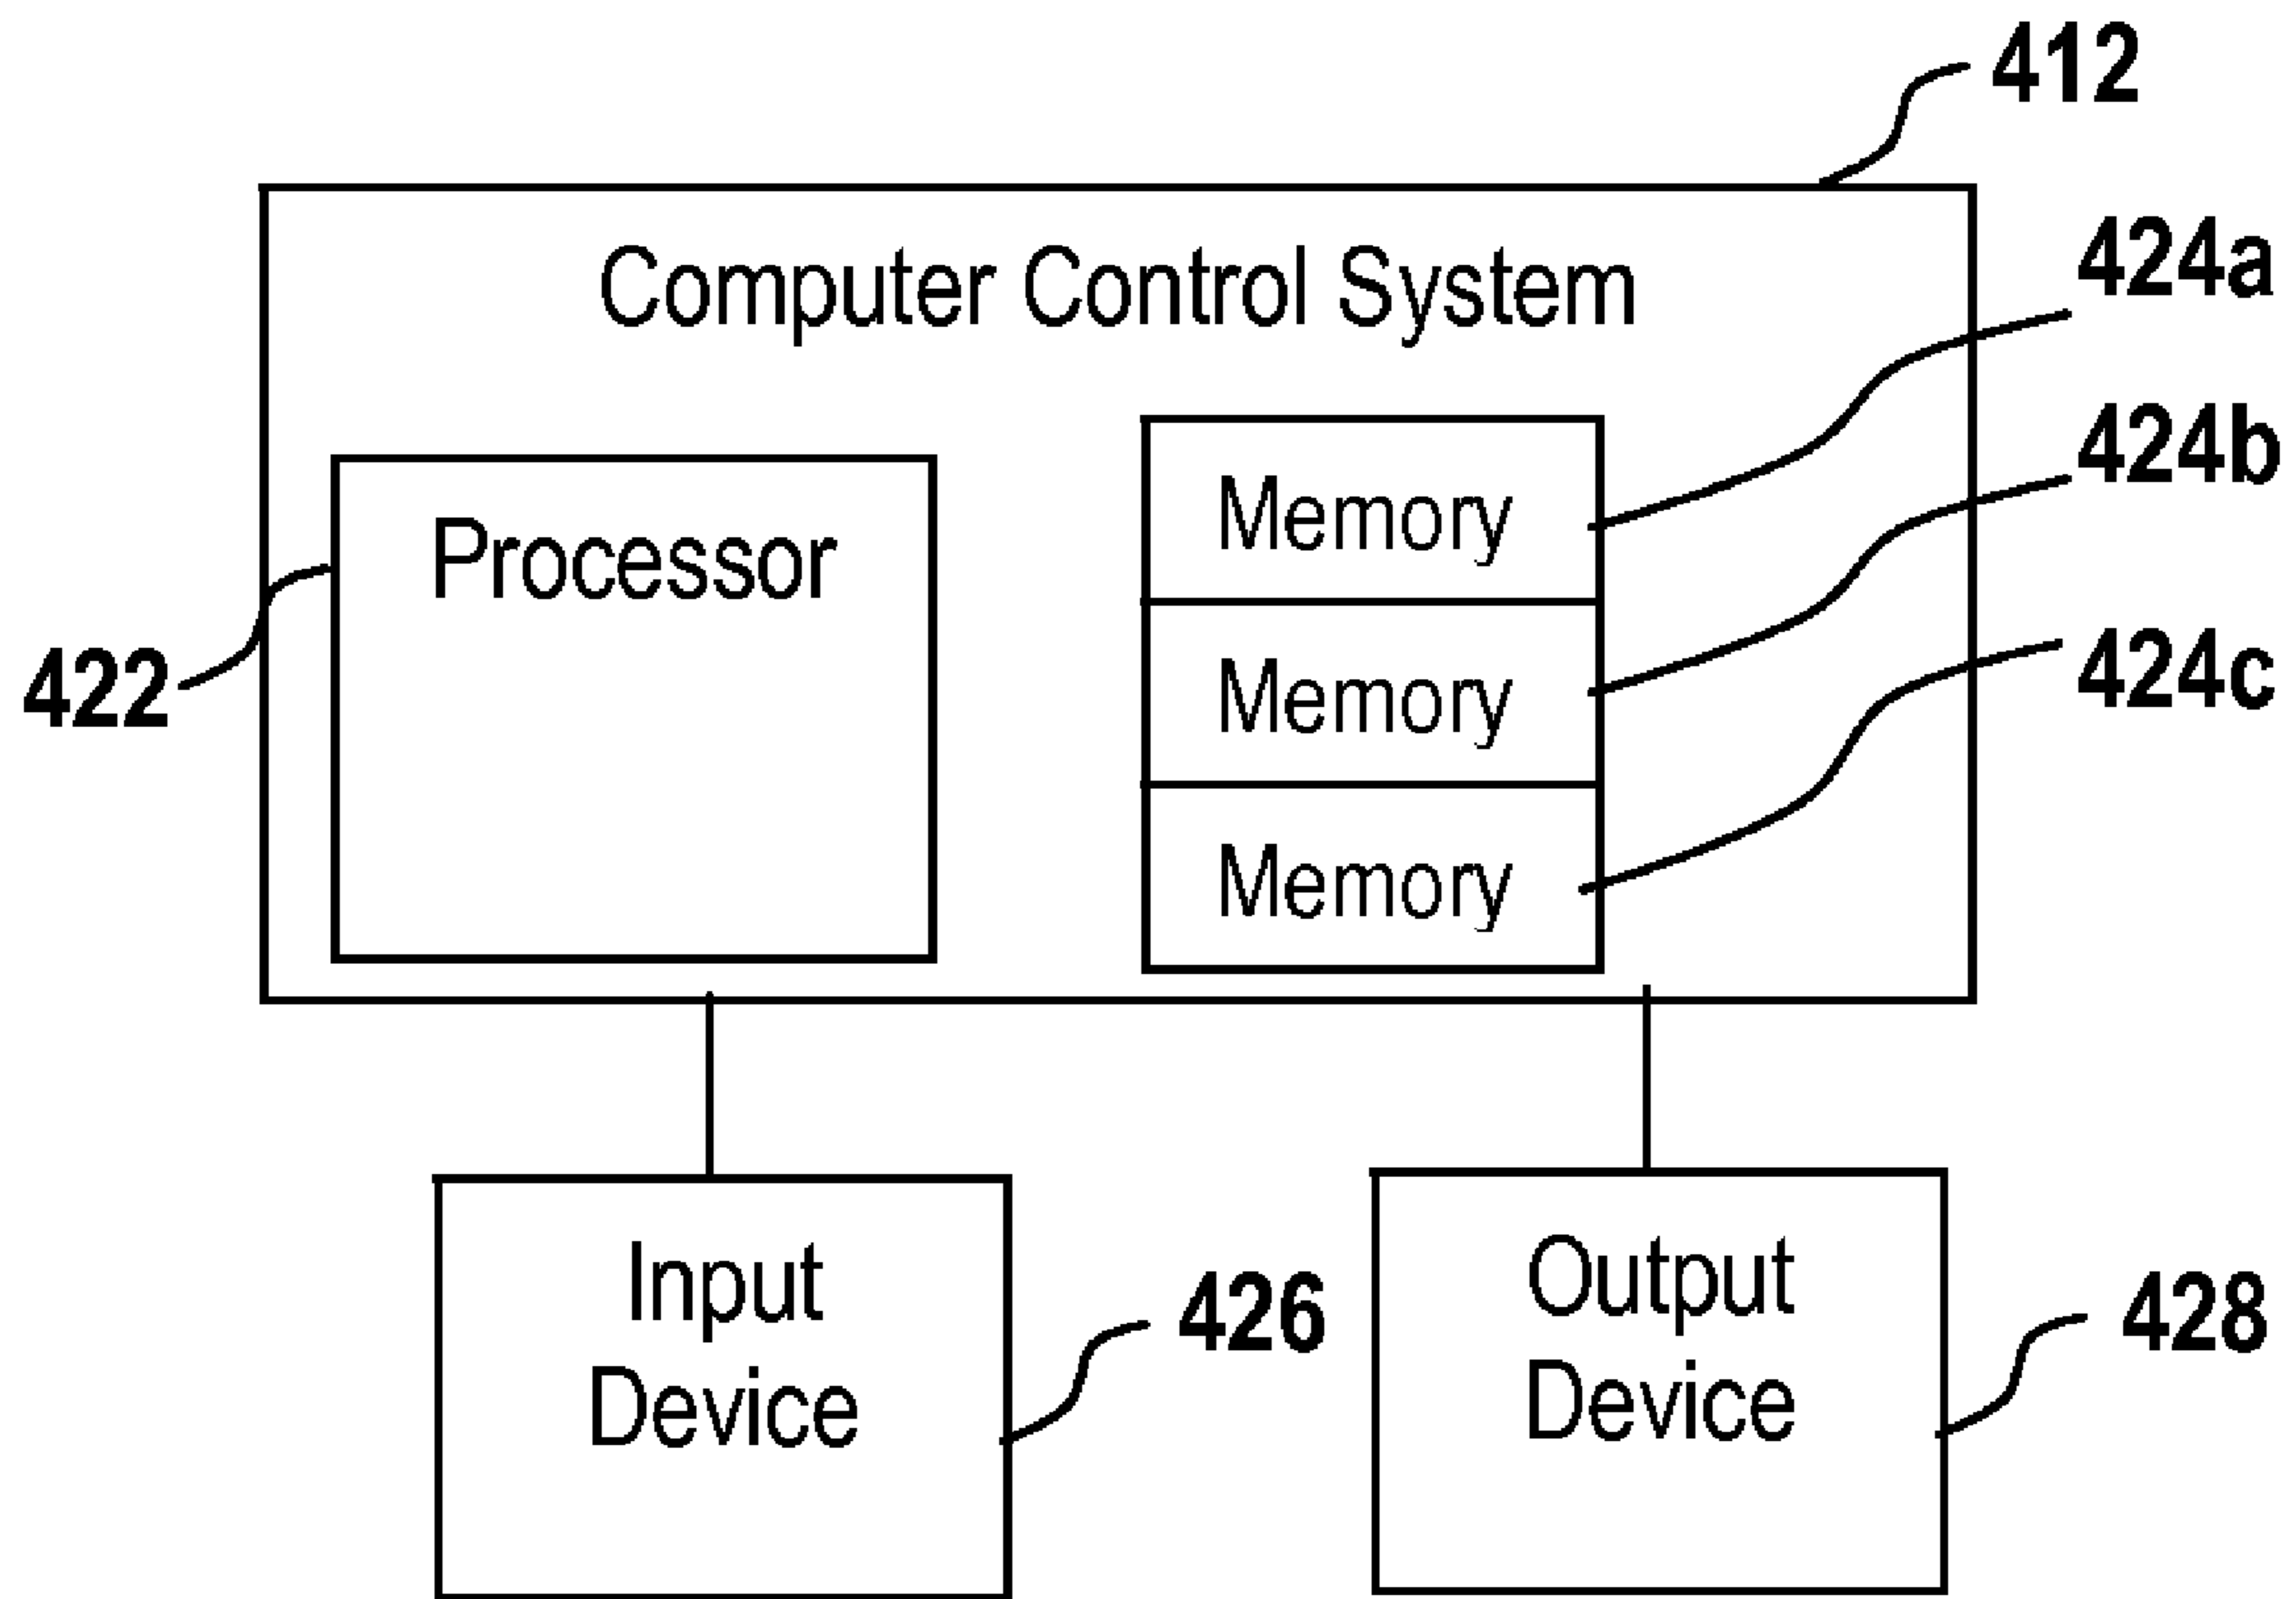 412
Computer Control System
424a
424b
424c
Processor
Memory
Memory
Memory
422
Input
Device
426
Output
Device
428